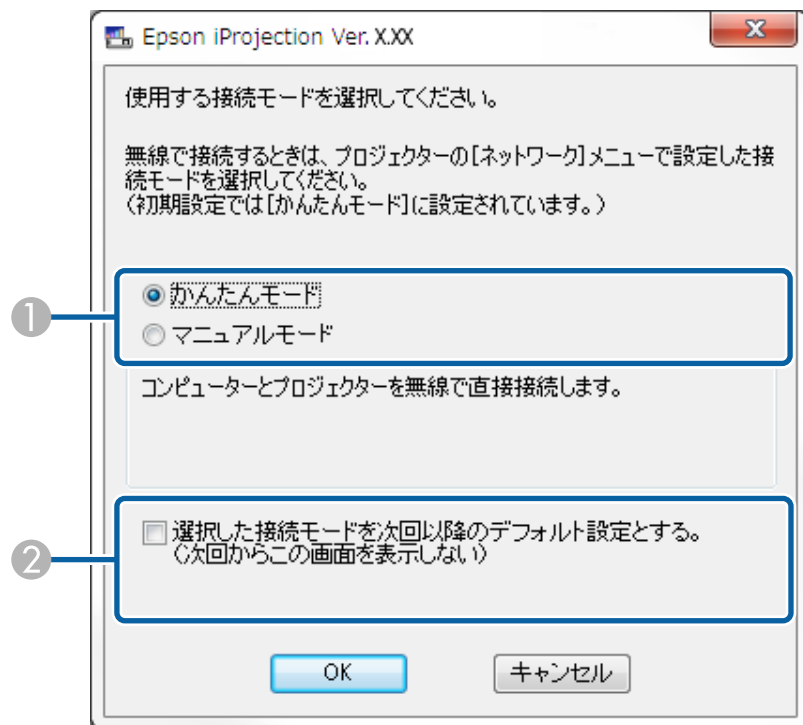 Epson iProjection Ver. X.XX
使用する接続モードを選択してください。
無線で接続するときは、プロジェクターの[ネットワーク]メニューで設定した接
続モードを選択してください。
(初期設定では[かんたんモード]に設定されています。)
1
かんたんモード
マニュアルモード
コンピューターとプロジェクターを無線で直接接続します。
2
選択した接続モードを次回以降のデフォルト設定とする。
(次回からこの画面を表示しない)
OK
キャンセル